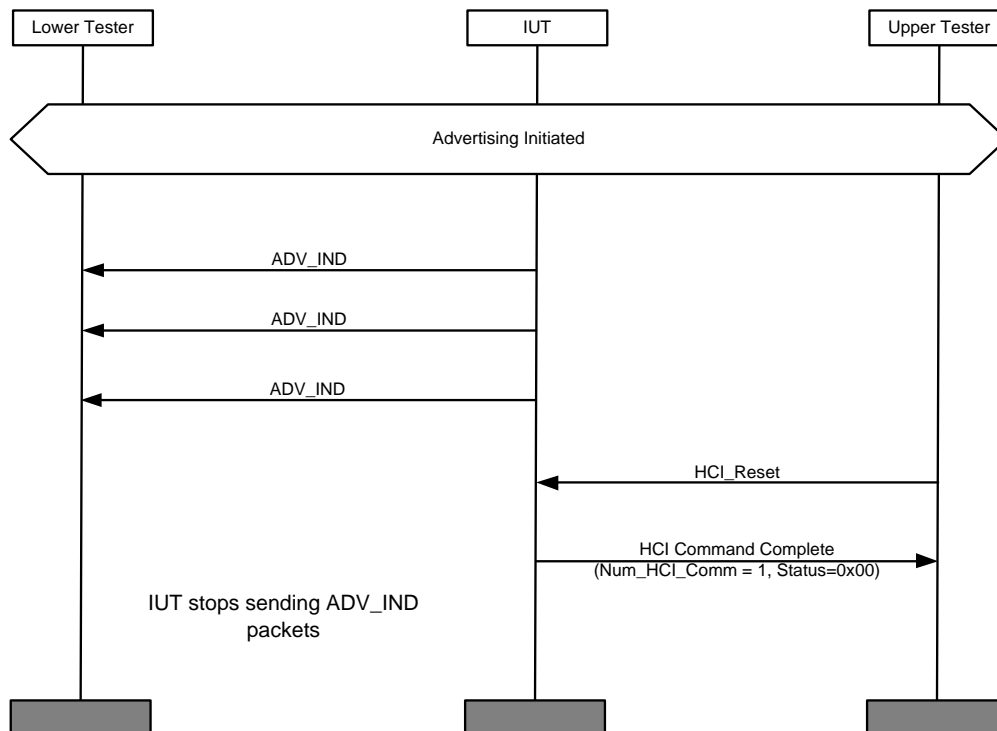 Lower Tester
IUT
Upper Tester
Advertising Initiated
ADV_IND
ADV_IND
ADV_IND
HCI_Reset
HCI Command Complete
(Num_HCI_Comm = 1, Status=0x00)
IUT stops sending ADV_IND
packets